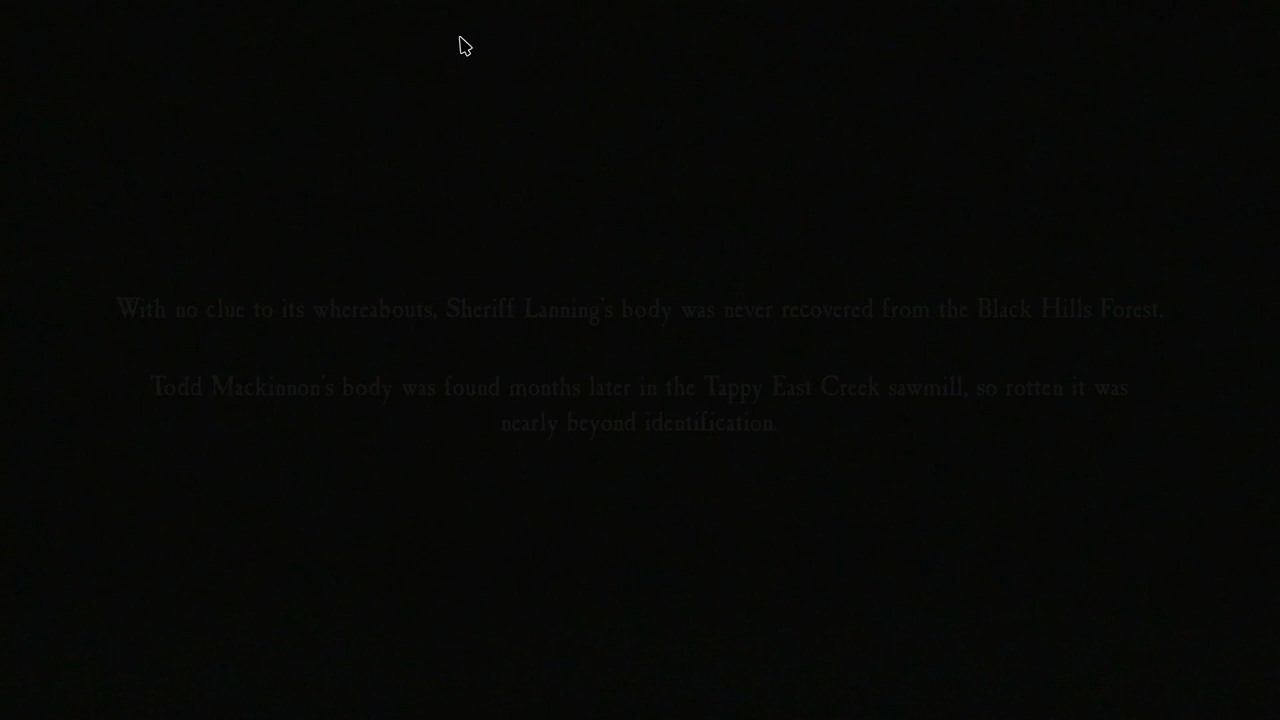 With no clue to its whereabouts, Sheriff Lanning's body was never recovered from the Black Hills Forest.
Todd Mackinnon's body was found months later in the Tappy East Creek sawmill, so rotten it was
nearly beyond identification.